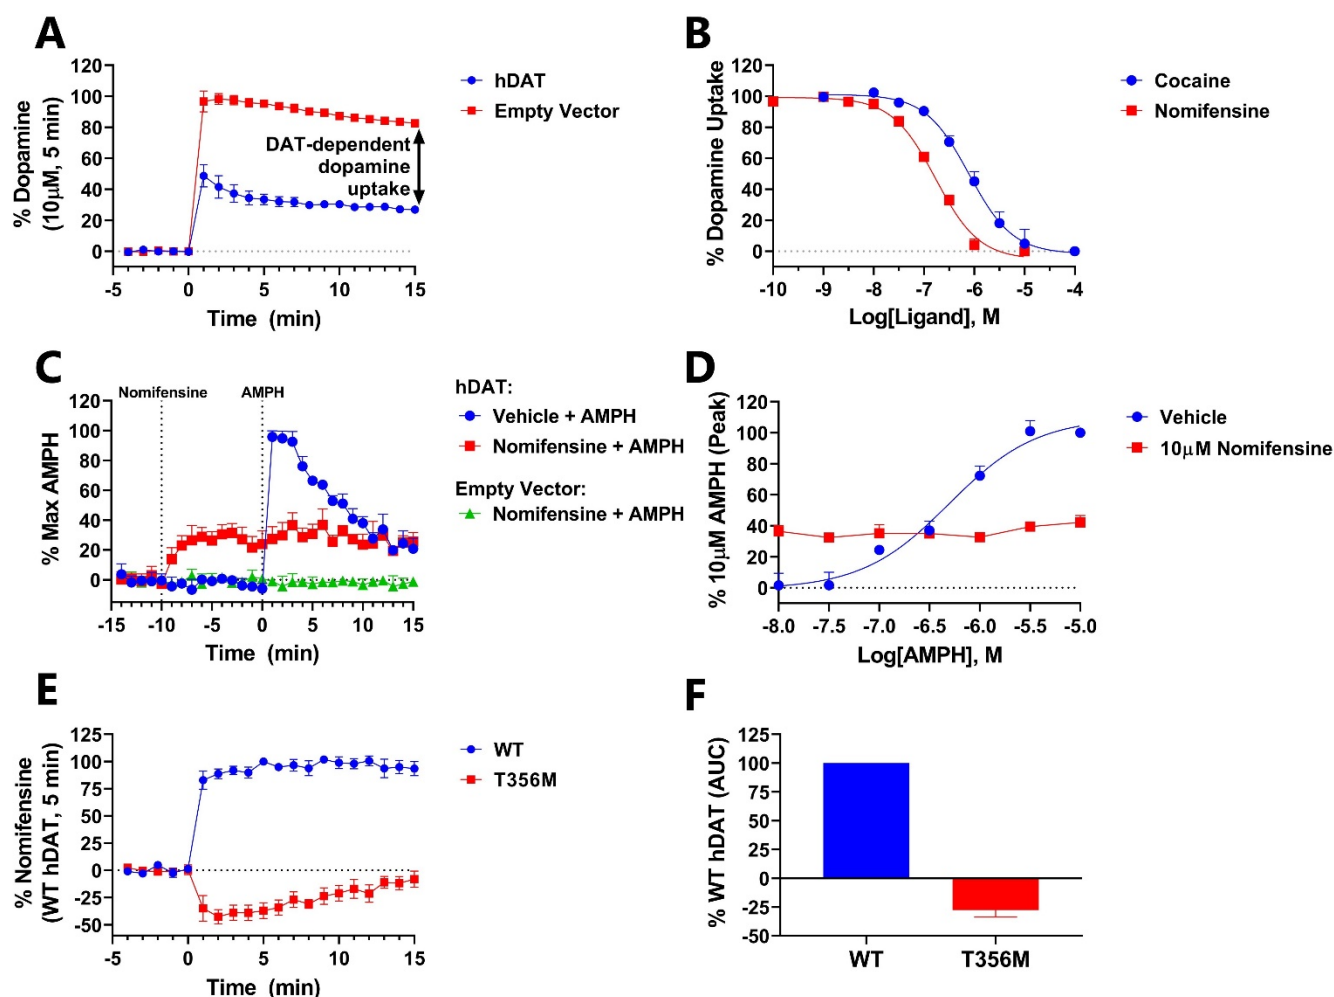 A
% Dopamine
(10μM, 5 min)
120
100
80
60
40
20
0
-5 0 5 10 15
Time (min)
hDAT
Empty Vector
DAT-dependent
dopamine
uptake
B
% Dopamine Uptake
120
100
80
60
40
20
0
-10 -9 -8 -7 -6 -5 -4
Log[Ligand], M
Cocaine
Nomifensine
C
Nomifensine AMPH
% Max AMPH
120
100
80
60
40
20
0
-15 -10 -5 0 5 10 15
Time (min)
hDAT:
Vehicle + AMPH
Nomifensine + AMPH
Empty Vector:
Nomifensine + AMPH
D
% 10μM AMPH (Peak)
120
100
80
60
40
20
0
-8.0 -7.5 -7.0 -6.5 -6.0 -5.5 -5.0
Log[AMPH], M
Vehicle
10μM Nomifensine
E
% Nomifensine
(WT hDAT, 5 min)
125
100
75
50
25
0
-25
-50
-5 0 5 10 15
Time (min)
WT
T356M
F
% WT hDAT (AUC)
125
100
75
50
25
0
-25
-50
WT T356M